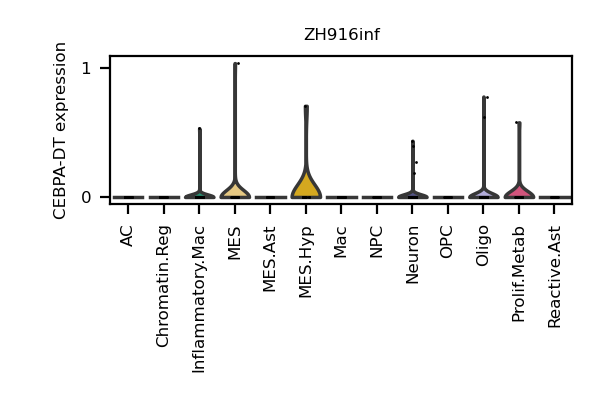 ZH916inf
CEBPA-DT expression
1
0
AC
Chromatin.Reg
Inflammatory.Mac
MES
MES.Ast
MES.Hyp
Mac
NPC
Neuron
OPC
Oligo
Prolif.Metab
Reactive.Ast